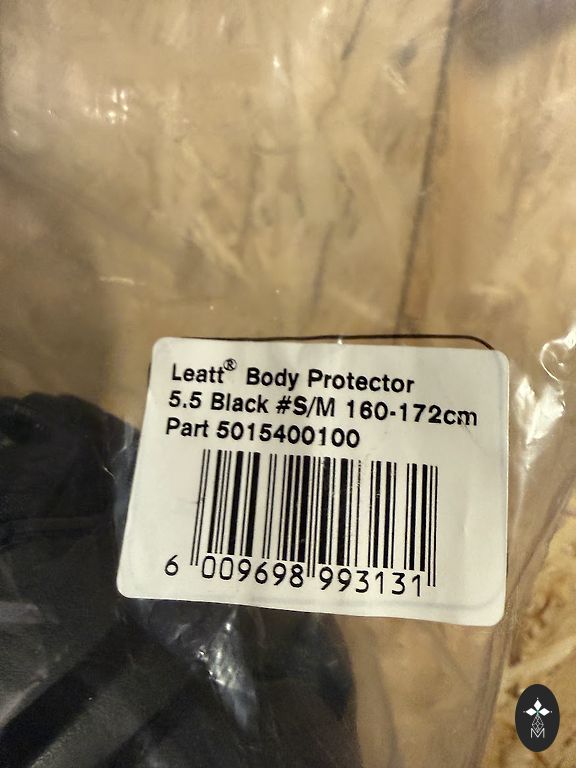 Leatt® Body Protector
5.5 Black #S/M 160-172cm
Part 5015400100
6 009698 993131
M